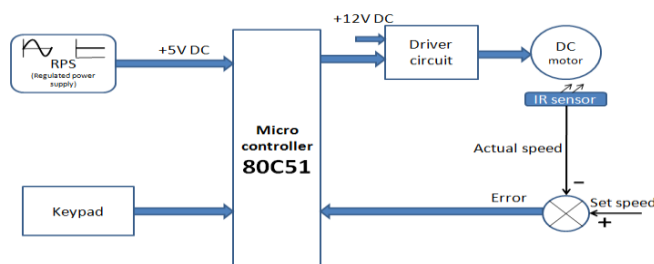 +12V DC
RPS
(Regulated power
supply)
+5V DC
Driver
circuit
DC
motor
IR sensor
Micro
controller
80C51
Actual speed
−
Keypad
Error
Set speed
+